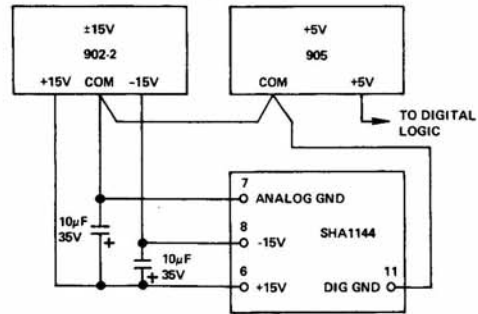 ±15V
902-2
+15V COM -15V
+5V
905
COM +5V
TO DIGITAL
LOGIC
7
ANALOG GND
8
-15V
SHA1144
6
+15V
11
DIG GND
10µF
35V
+
10µF
35V
+